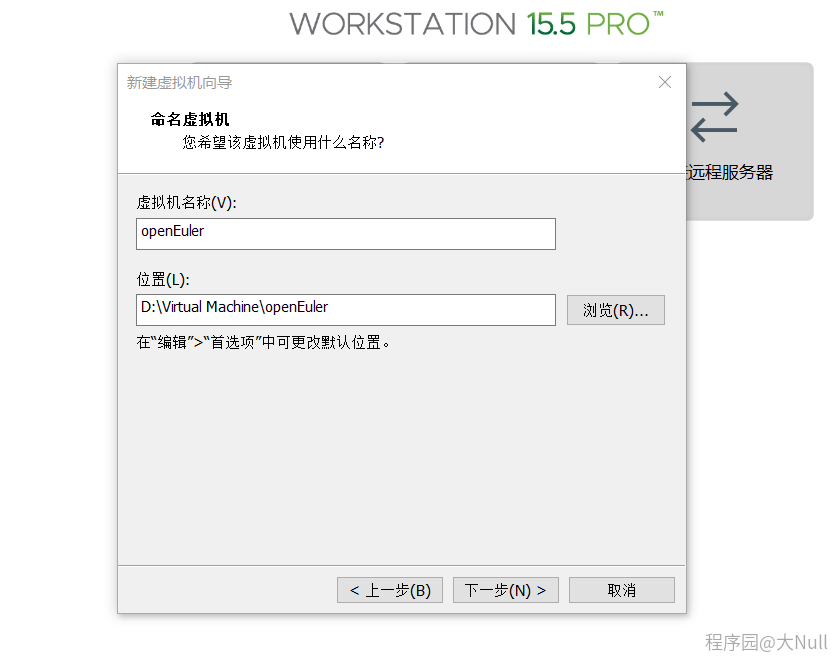 WORKSTATION 15.5 PRO™
新建虚拟机向导
命名虚拟机
您希望该虚拟机使用什么名称?
远程服务器
虚拟机名称(V):
openEuler
位置(L):
D:\Virtual Machine\openEuler
浏览(R)...
在“编辑”>“首选项”中可更改默认位置。
< 上一步(B)
下一步(N) >
取消
程序园@大Null